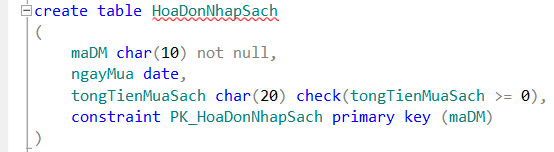 create table HoaDonNhapSach
(
maDM char(10) not null,
ngayMua date,
tongTienMuaSach char(20) check(tongTienMuaSach >= 0),
constraint PK_HoaDonNhapSach primary key (maDM)
)